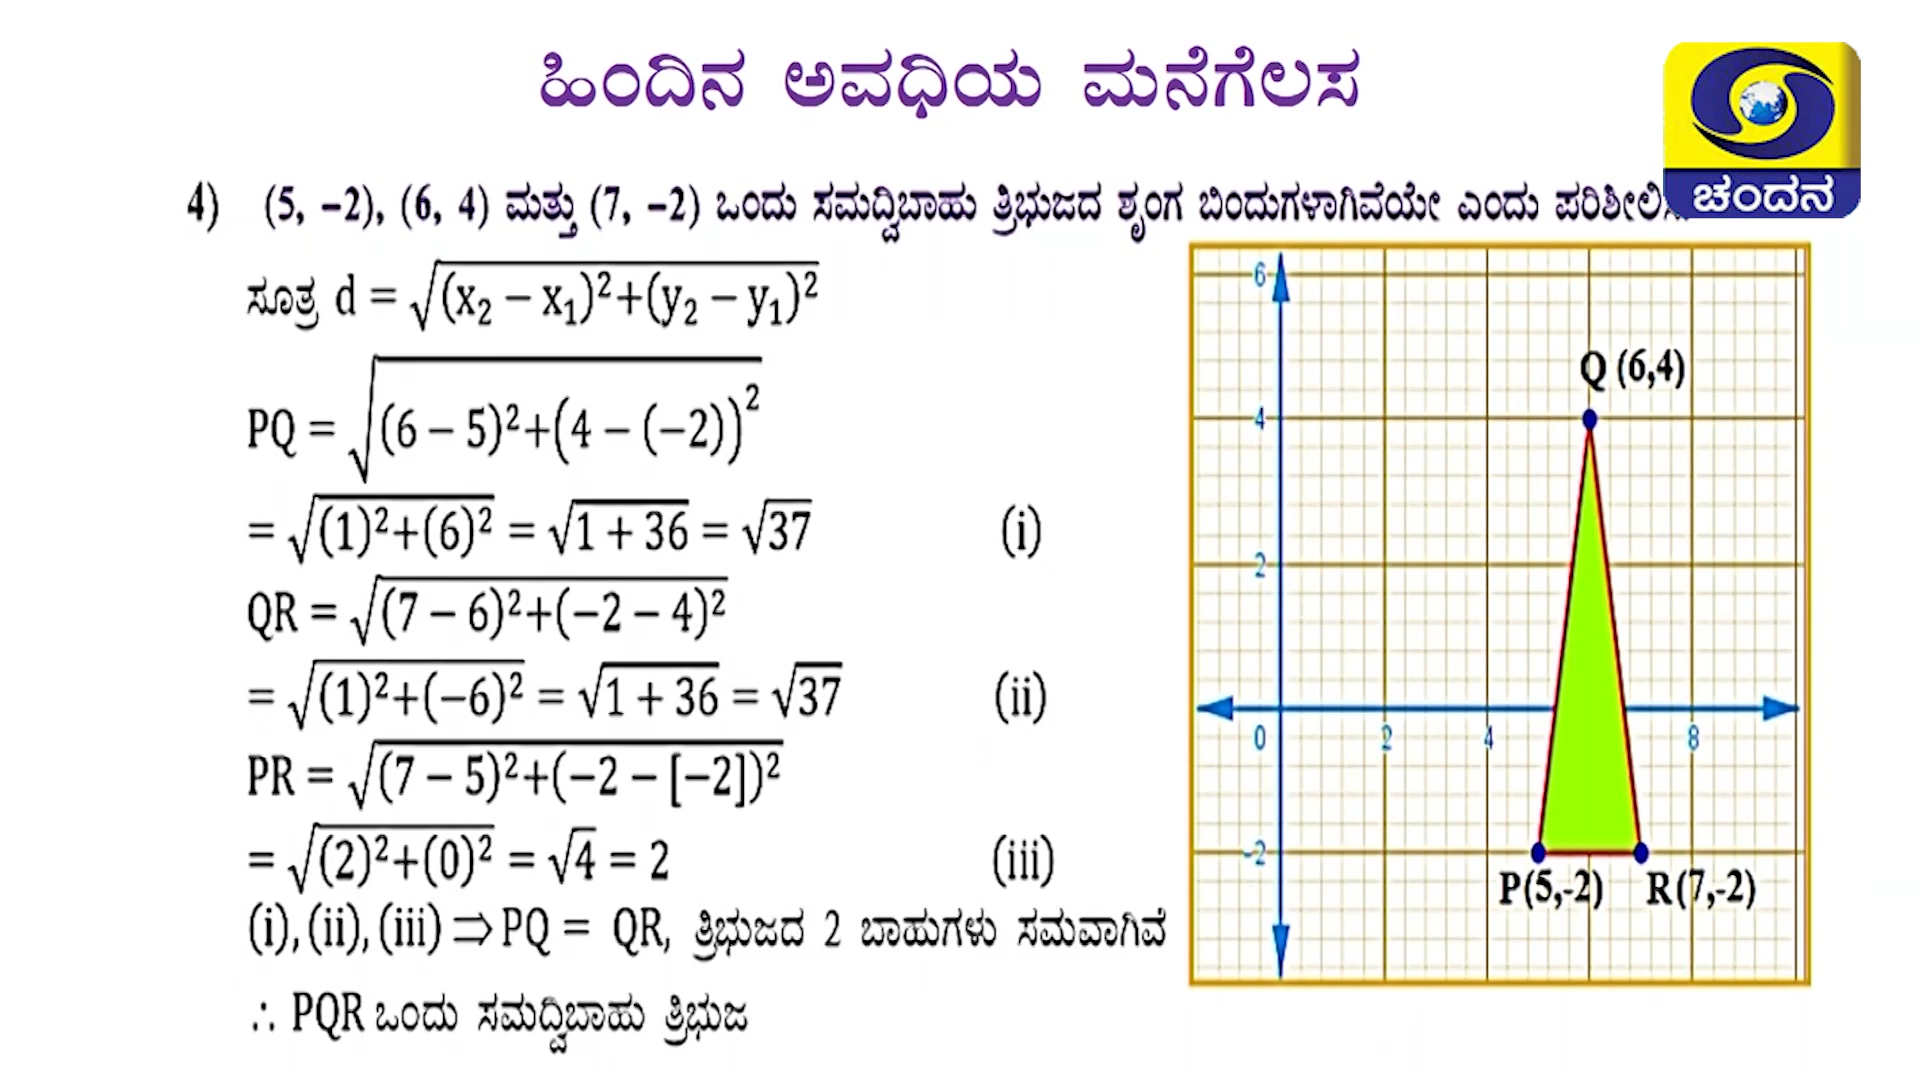 ಹಿಂದಿನ ಅವಧಿಯ ಮನೆಗೆಲಸ
ಚಂದನ
4) (5, −2), (6, 4) ಮತ್ತು (7, −2) ಒಂದು ಸಮದ್ವಿಬಾಹು ತ್ರಿಭುಜದ ಶೃಂಗ ಬಿಂದುಗಳಾಗಿವೆಯೇ ಎಂದು
ಸೂತ್ರ d = √(x₂ − x₁)²+(y₂ − y₁)²
PQ = √(6 − 5)²+(4 − (−2))²
= √(1)²+(6)² = √1 + 36 = √37 (i)
QR = √(7 − 6)²+(−2 − 4)²
= √(1)²+(−6)² = √1 + 36 = √37 (ii)
PR = √(7 − 5)²+(−2 − [−2])²
= √(2)²+(0)² = √4 = 2 (iii)
(i), (ii), (iii) ⇒ PQ = QR, ತ್ರಿಭುಜದ 2 ಬಾಹುಗಳು ಸಮವಾಗಿವೆ
∴ PQR ಒಂದು ಸಮದ್ವಿಬಾಹು ತ್ರಿಭುಜ
6
Q (6,4)
4
2
0 2 4 8
-2
P(5,-2) R(7,-2)